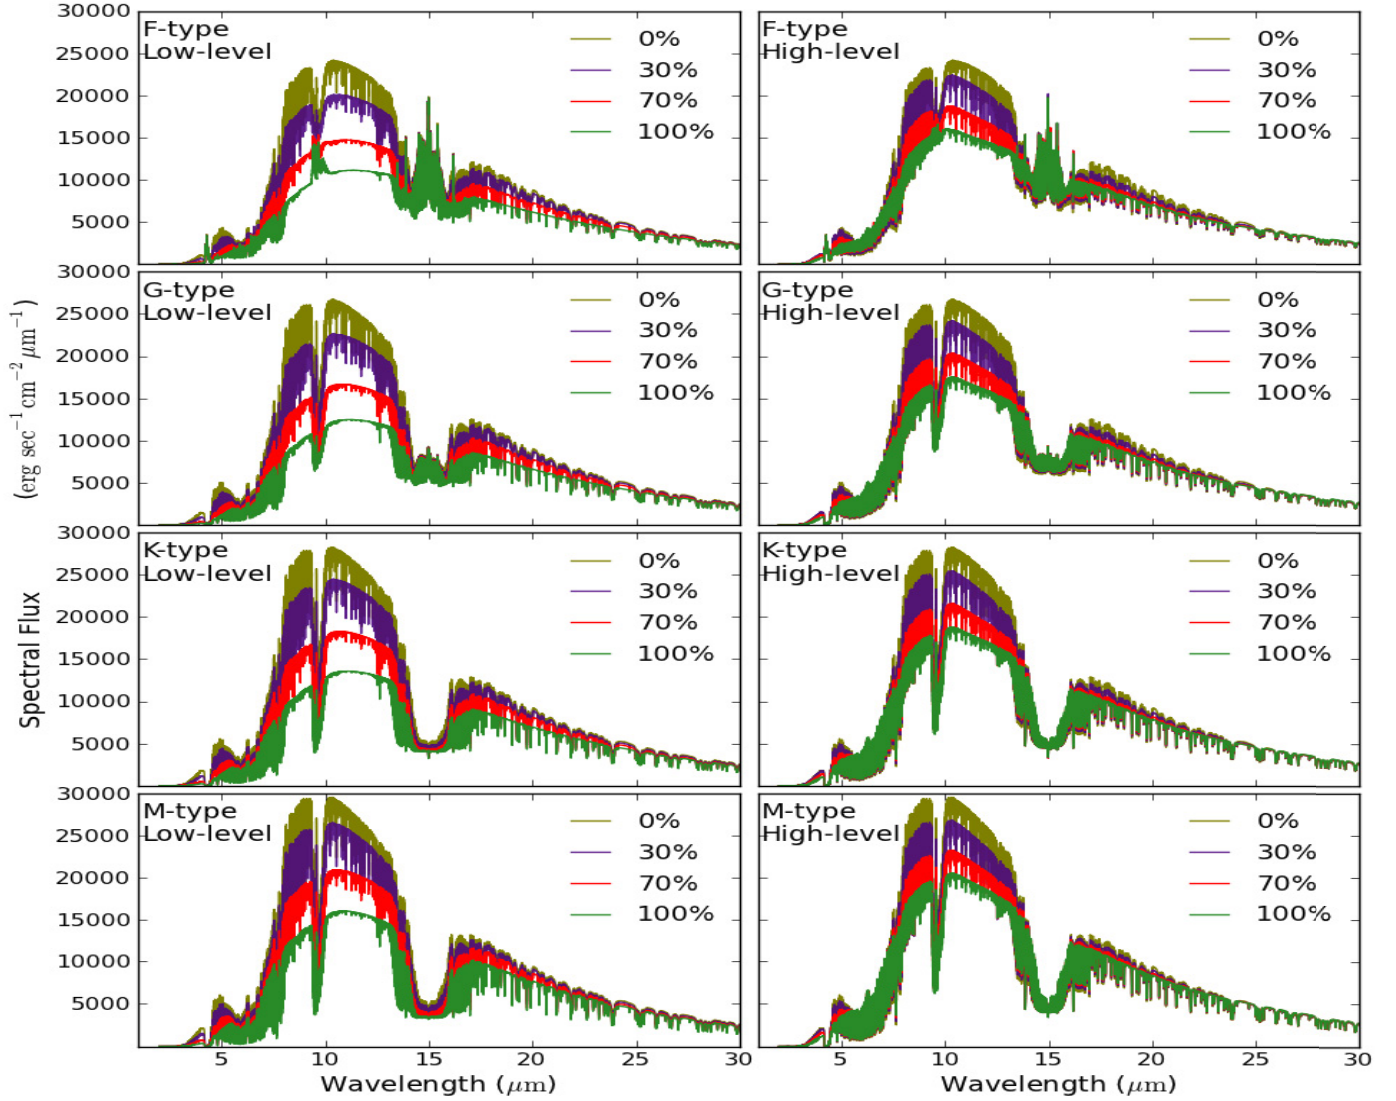 30000
25000
20000
15000
10000
5000
F-type
Low-level
0%
30%
70%
100%
F-type
High-level
0%
30%
70%
100%
30000
25000
20000
15000
10000
5000
G-type
Low-level
0%
30%
70%
100%
G-type
High-level
0%
30%
70%
100%
30000
25000
20000
15000
10000
5000
K-type
Low-level
0%
30%
70%
100%
K-type
High-level
0%
30%
70%
100%
30000
25000
20000
15000
10000
5000
M-type
Low-level
0%
30%
70%
100%
M-type
High-level
0%
30%
70%
100%
Spectral Flux
(erg sec⁻¹ cm⁻² μm⁻¹)
5 10 15 20 25 30
5 10 15 20 25 30
Wavelength (μm)
Wavelength (μm)